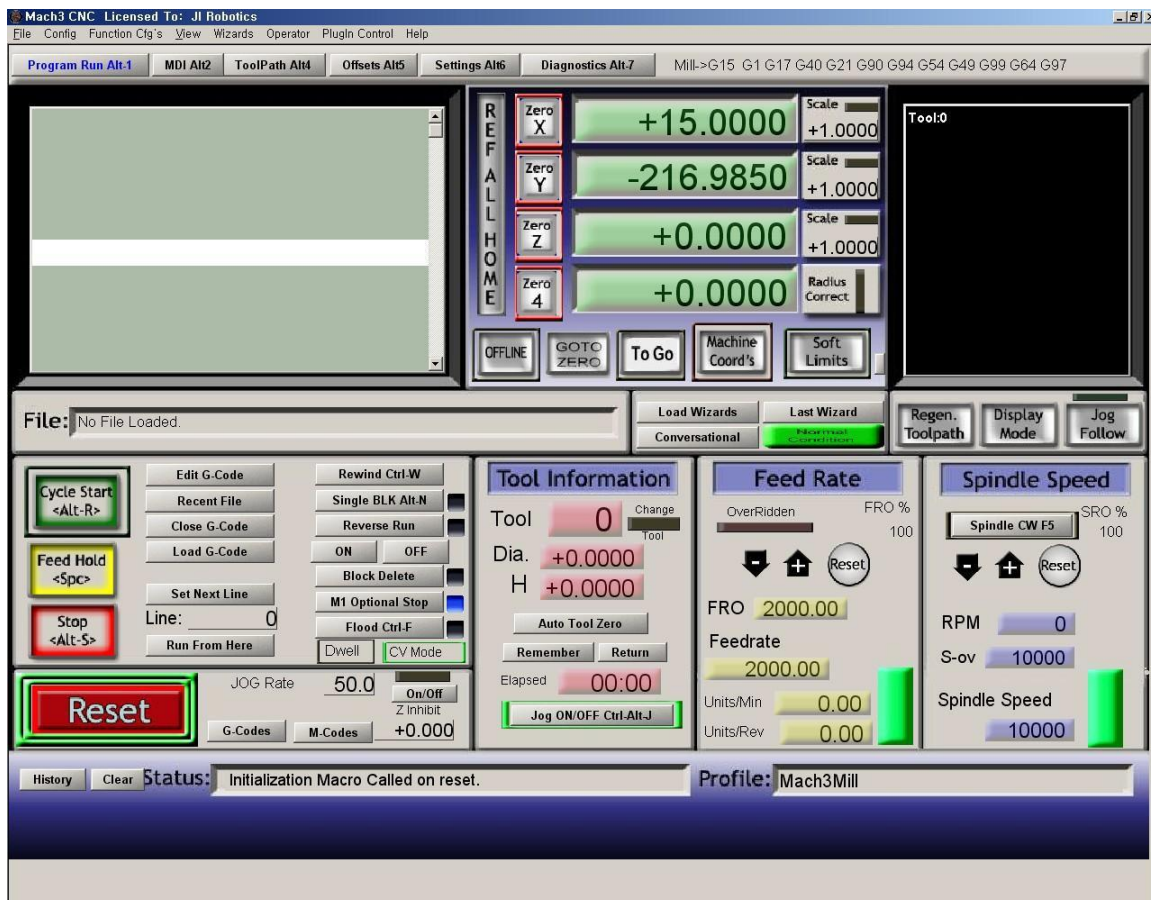 Mach3 CNC Licensed To: JI Robotics
File Config Function Cfg's View Wizards Operator PlugIn Control Help
Program Run Alt-1 MDI Alt2 ToolPath Alt4 Offsets Alt5 Settings Alt6 Diagnostics Alt-7 Mill->G15 G1 G17 G40 G21 G90 G94 G54 G49 G99 G64 G97
REF ALL HOME
Zero X +15.0000 Scale +1.0000
Zero Y -216.9850 Scale +1.0000
Zero Z +0.0000 Scale +1.0000
Zero 4 +0.0000 Radius Correct
OFFLINE GOTO ZERO To Go Machine Coord's Soft Limits
Tool:0
File: No File Loaded.
Load Wizards Last Wizard
Conversational Normal Condition
Regen. Toolpath Display Mode Jog Follow
Cycle Start <Alt-R>
Feed Hold <Spc>
Stop <Alt-S>
Edit G-Code
Recent File
Close G-Code
Load G-Code
Set Next Line
Line: 0
Run From Here
Rewind Ctrl-W
Single BLK Alt-N
Reverse Run
ON OFF
Block Delete
M1 Optional Stop
Flood Ctrl-F
Dwell CV Mode
Reset
JOG Rate 50.0
On/Off
Z Inhibit
+0.000
G-Codes M-Codes
Tool Information
Tool 0 Change Tool
Dia. +0.0000
H +0.0000
Auto Tool Zero
Remember Return
Elapsed 00:00
Jog ON/OFF Ctrl-Alt-J
Feed Rate
OverRidden FRO %
100
Reset
FRO 2000.00
Feedrate
2000.00
Units/Min 0.00
Units/Rev 0.00
Spindle Speed
Spindle CW F5 SRO %
100
Reset
RPM 0
S-ov 10000
Spindle Speed
10000
History Clear Status: Initialization Macro Called on reset.
Profile: Mach3Mill